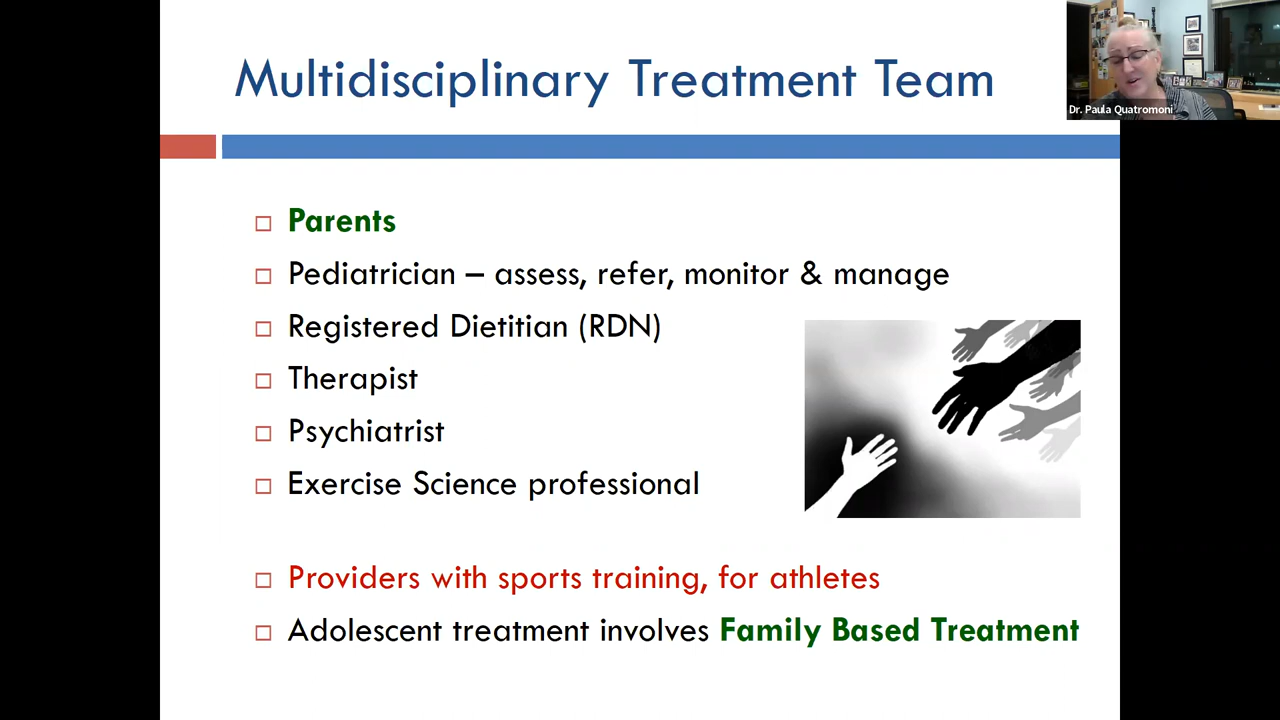 Multidisciplinary Treatment Team
Dr. Paula Quatromoni
Parents
Pediatrician – assess, refer, monitor & manage
Registered Dietitian (RDN)
Therapist
Psychiatrist
Exercise Science professional
Providers with sports training, for athletes
Adolescent treatment involves Family Based Treatment